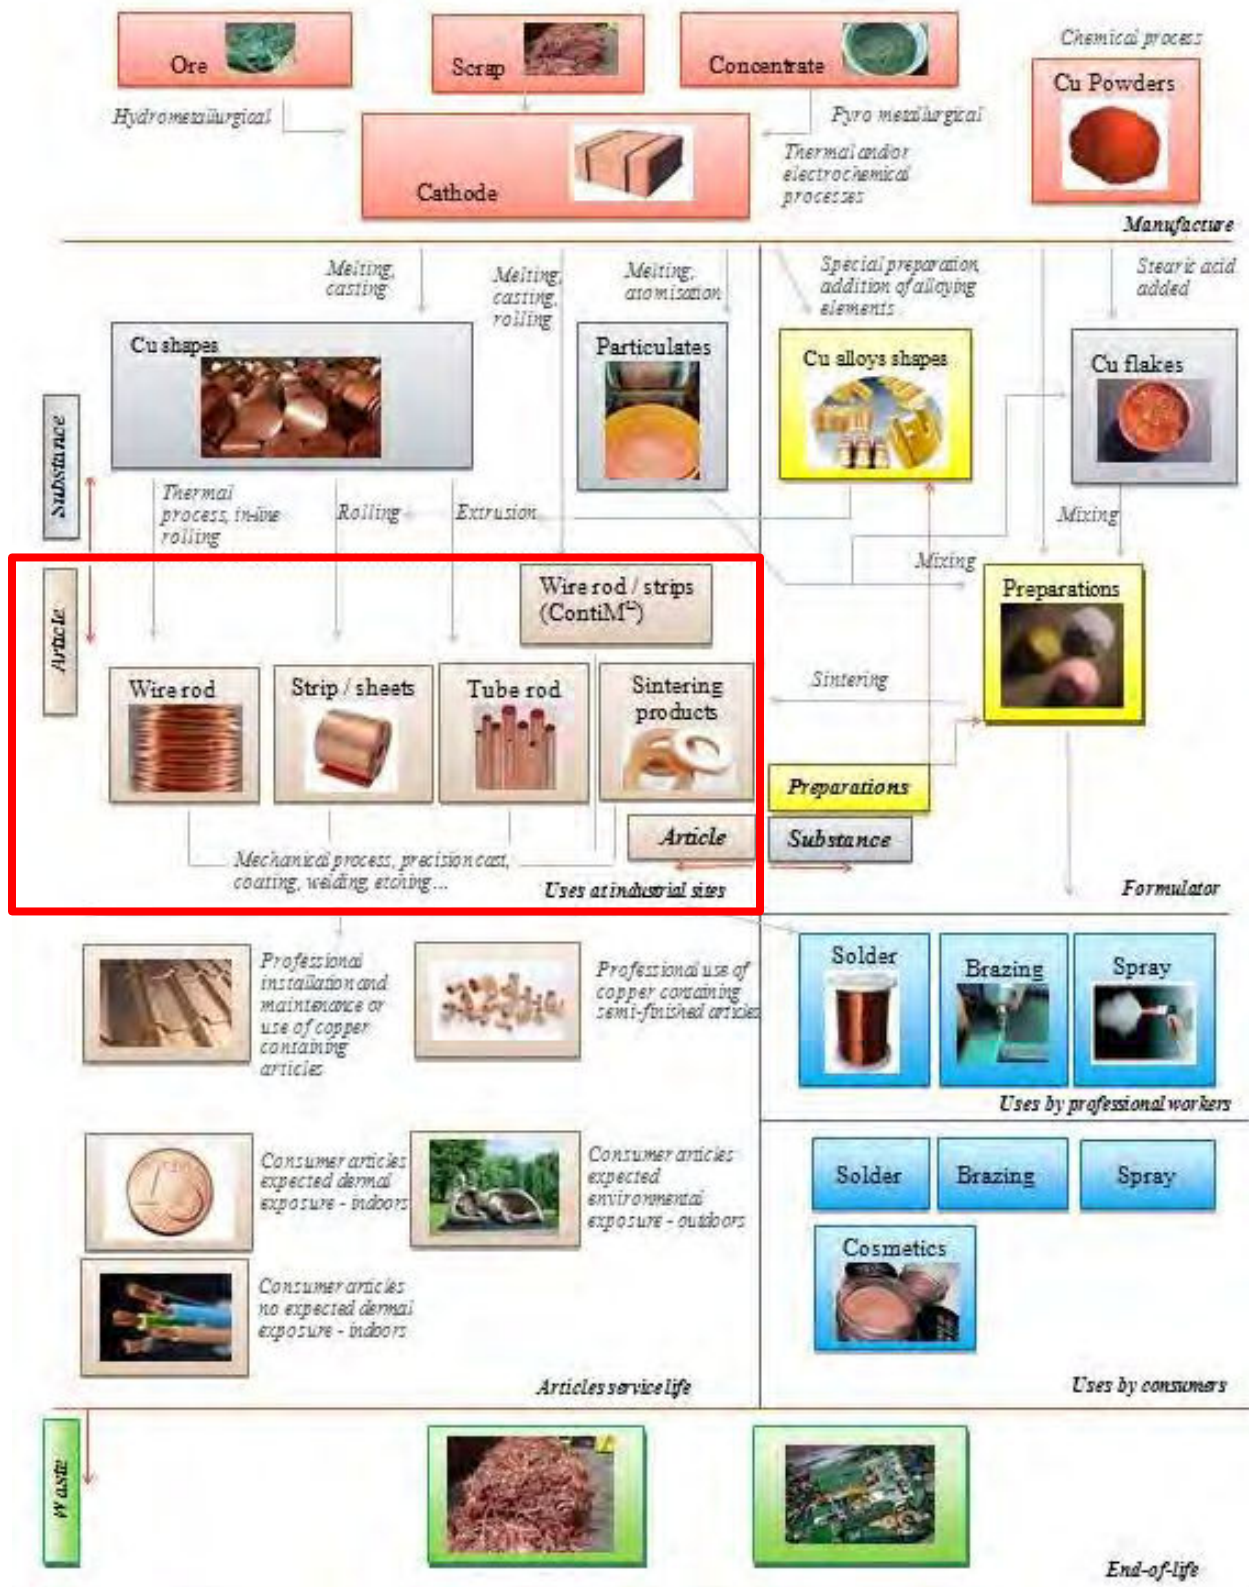 Ore
Scrap
Concentrate
Chemical process
Cu Powders
Hydrometallurgical
Pyro metallurgical
Cathode
Thermal and/or
electrochemical
processes
Manufacture
Melting,
casting
Melting,
casting,
rolling
Melting,
atomisation
Special preparation,
addition of alloying
elements
Stearic acid
added
Cu shapes
Particulates
Cu alloys shapes
Cu flakes
Substance
Thermal
process, in-line
rolling
Rolling
Extrusion
Mixing
Mixing
Article
Wire rod / strips
Preparations
Wire rod
Strip / sheets
Tube rod
Sintering
products
Sintering
Preparations
Article
Substance
Mechanical process, precision cast,
coating, welding, etching...
Uses at industrial sites
Formulator
Professional
installation and
maintenance or
use of copper
containing
articles
Professional use of
copper containing
semi-finished articles
Solder
Brazing
Spray
Uses by professional workers
Consumer articles
expected dermal
exposure - indoors
Consumer articles
expected
environmental
exposure - outdoors
Solder
Brazing
Spray
Cosmetics
Consumer articles
no expected dermal
exposure - indoors
Articles service life
Uses by consumers
Waste
End-of-life